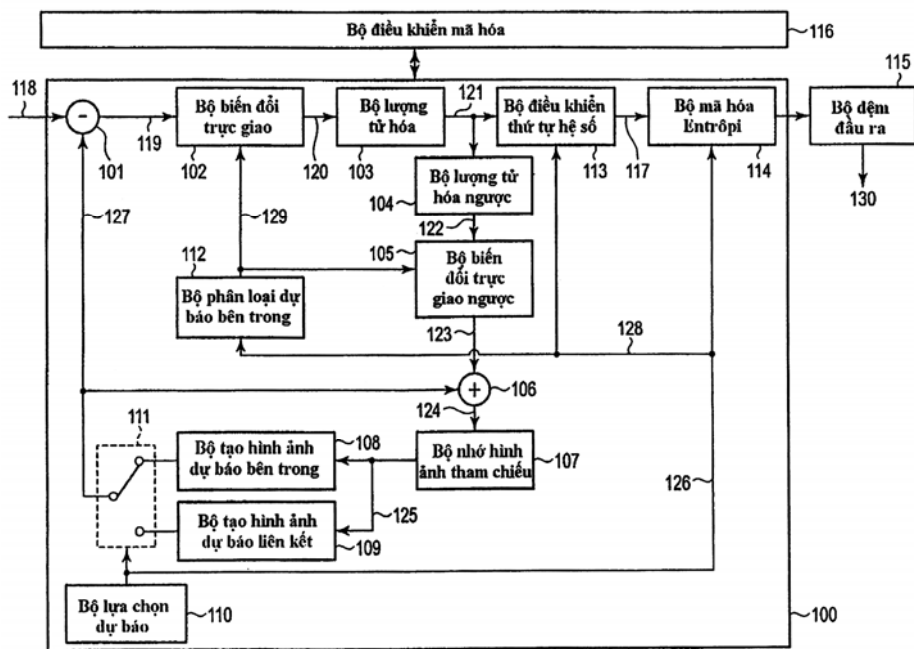 Bộ điều khiển mã hóa
116
115
118
-
101
119
Bộ biến đổi
trực giao
102
120
Bộ lượng
tử hóa
103
121
Bộ điều khiển
thứ tự hệ số
113
117
Bộ mã hóa
Entrôpi
114
Bộ đệm
đầu ra
130
127
129
104
Bộ lượng tử
hóa ngược
122
105
Bộ biến
đổi trực
giao ngược
112
Bộ phân loại dự
báo bên trong
123
128
+
106
124
111
108
Bộ tạo hình ảnh
dự báo bên trong
Bộ nhớ hình
ảnh tham chiếu
107
126
125
Bộ tạo hình ảnh
dự báo liên kết
109
Bộ lựa chọn
dự báo
110
100